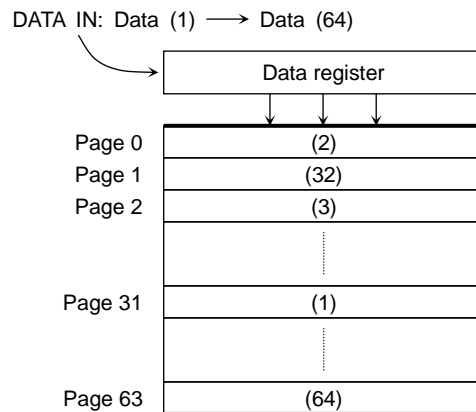 DATA IN: Data (1) → Data (64)
Data register
Page 0 (2)
Page 1 (32)
Page 2 (3)
Page 31 (1)
Page 63 (64)